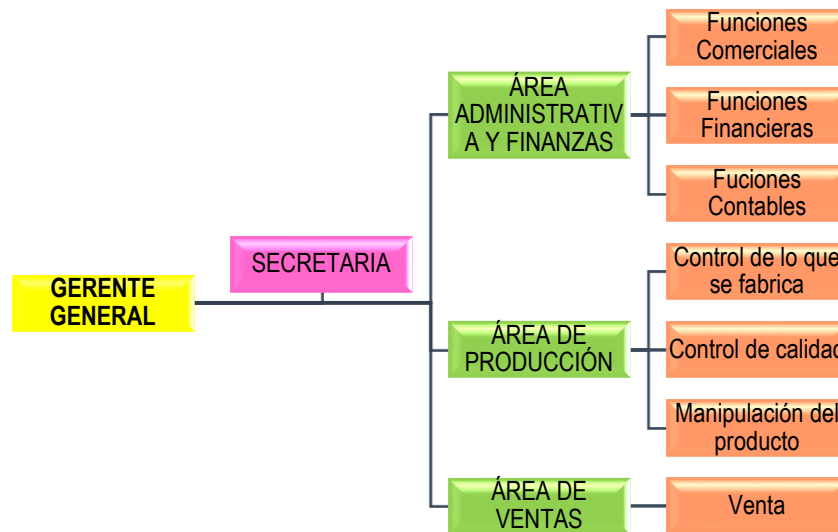 GERENTE
GENERAL
SECRETARIA
ÁREA
ADMINISTRATIV
A Y FINANZAS
Funciones
Comerciales
Funciones
Financieras
Fuciones
Contables
ÁREA DE
PRODUCCIÓN
Control de lo que
se fabrica
Control de calidad
Manipulación del
producto
ÁREA DE
VENTAS
Venta